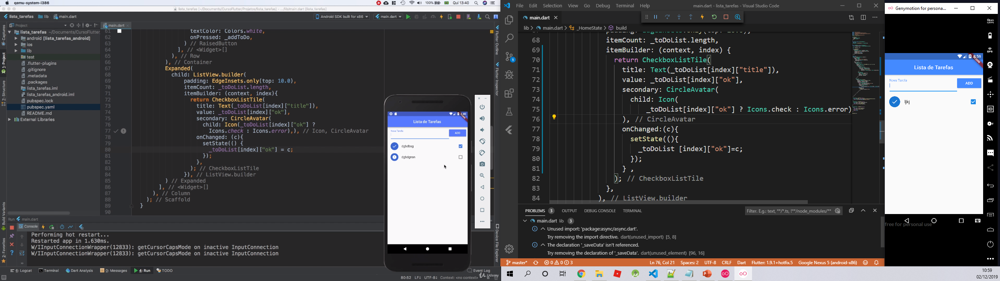 qemu-system-i386
100%
Qui 13:40
lista_tarefas [~/Documents/CursoFlutter/Projetos/lista_tarefas] - .../lib/main.dart [lista_tarefas]
lista_tarefas
lib
main.dart
Android SDK built for x86
main.dart
Project
main.dart
Captures
1: Project
Z: Structure
Build Variants
2: Favorites
lista_tarefas ~/Documents/CursoFlutter
android [lista_tarefas_android]
ios
lib
test
.flutter-plugins
.gitignore
.metadata
.packages
lista_tarefas.iml
lista_tarefas_android.iml
pubspec.lock
pubspec.yaml
README.md
External Libraries
61 textColor: Colors.white,
62 onPressed: _addToDo,
63 ) // RaisedButton
64 ], // <Widget>[]
65 ), // Row
66 ), // Container
67 Expanded(
68 child: ListView.builder(
69 padding: EdgeInsets.only(top: 10.0),
70 itemCount: _toDoList.length,
71 itemBuilder: (context, index){
72 return CheckboxListTile(
73 title: Text(_toDoList[index]["title"]),
74 value: _toDoList[index]["ok"],
75 secondary: CircleAvatar(
76 child: Icon(_toDoList[index]["ok"] ?
77 Icons.check : Icons.error),), // Icon, CircleAvatar
78 onChanged: (c){
79 setState(() {
80 _toDoList[index]["ok"] = c;
81 });
82 },
83 ); // CheckboxListTile
84 }), // ListView.builder
85 ) // Expanded
86 ], // <Widget>[]
87 ), // Column
88 ); // Scaffold
89 }
90
Flutter Outline
Flutter Inspector
Device File Explorer
Lista de Tarefas
Nova Tarefa
ADD
dgbdbsg
dgbdgnsn
Run
main.dart
Console
Performing hot restart...
Restarted app in 1.630ms.
W/IInputConnectionWrapper(12833): getCursorCapsMode on inactive InputConnection
W/IInputConnectionWrapper(12833): getCursorCapsMode on inactive InputConnection
6: Logcat
Terminal
Dart Analysis
0: Messages
4: Run
TODO
Event Log
80:52 LF÷ UTF-8÷ Context: <no context>
Udemy
File Edit Selection View Go Debug Terminal Help
main.dart - lista_tarefas - Visual Studio Code
main.dart
lib > main.dart > _HomeState > build
68 itemCount: _toDoList.length,
69 itemBuilder: (context, index) {
70 return CheckboxListTile(
71 title: Text(_toDoList[index]["title"]),
72 value: _toDoList[index]["ok"],
73 secondary: CircleAvatar(
74 child: Icon(
75 _toDoList[index]["ok"] ? Icons.check : Icons.error)
76 ), // CircleAvatar
77 onChanged:(c){
78 setState((){
79 _toDoList [index]["ok"]=c;
80 });
81 } ,
82 ); // CheckboxListTile
83 },
84 ), // ListView.builder
PROBLEMS 3 OUTPUT DEBUG CONSOLE TERMINAL
Filter. E.g.: text, **/*.ts, !**/node_modules/**
main.dart lib 3
Unused import: 'package:async/async.dart'.
Try removing the import directive. dart(unused_import) [5, 8]
The declaration '_saveData' isn't referenced.
Try removing the declaration of '_saveData'. dart(unused_element) [96, 16]
master* 0 0 3
Ln 76, Col 21 Spaces: 2 UTF-8 CRLF Dart Flutter: 1.9.1+hotfix.5 Google Nexus 5 (android-x86)
Genymotion for persona...
OPEN GAPPS
GPS
ID
8:59
DEBUG
Lista de Tarefas
Nova Tarefa
ADD
ljkj
free for personal use
10:59
02/12/2019